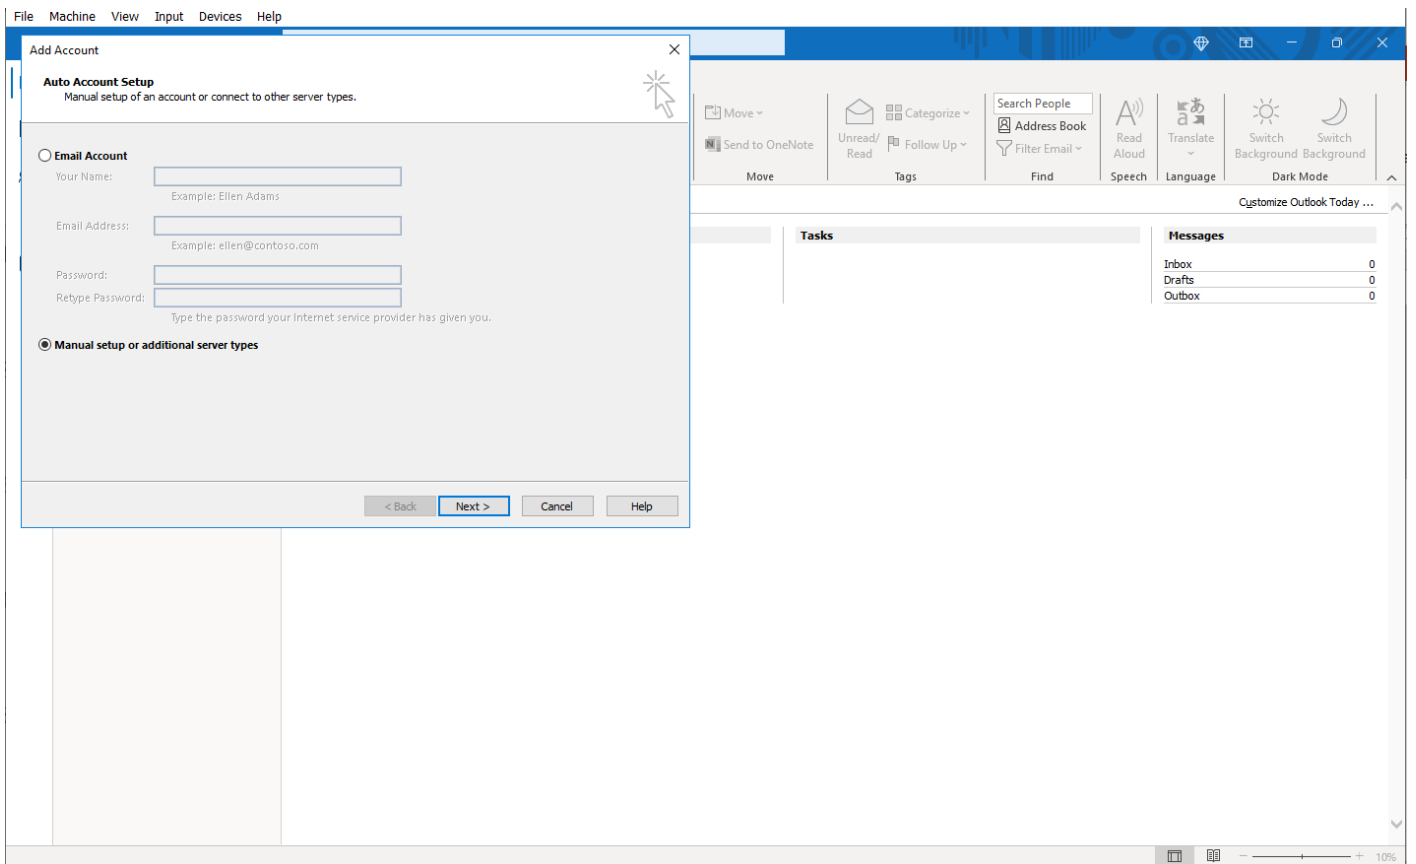 File Machine View Input Devices Help
Add Account
Auto Account Setup
Manual setup of an account or connect to other server types.
Email Account
Your Name:
Example: Ellen Adams
Email Address:
Example: ellen@contoso.com
Password:
Retype Password:
Type the password your Internet service provider has given you.
Manual setup or additional server types
< Back Next > Cancel Help
Move
Send to OneNote
Move
Unread/
Read
Categorize
Follow Up
Tags
Search People
Address Book
Filter Email
Find
Read
Aloud
Speech
Translate
Language
Switch
Background
Switch
Background
Dark Mode
Customize Outlook Today ...
Tasks
Messages
Inbox 0
Drafts 0
Outbox 0
10%